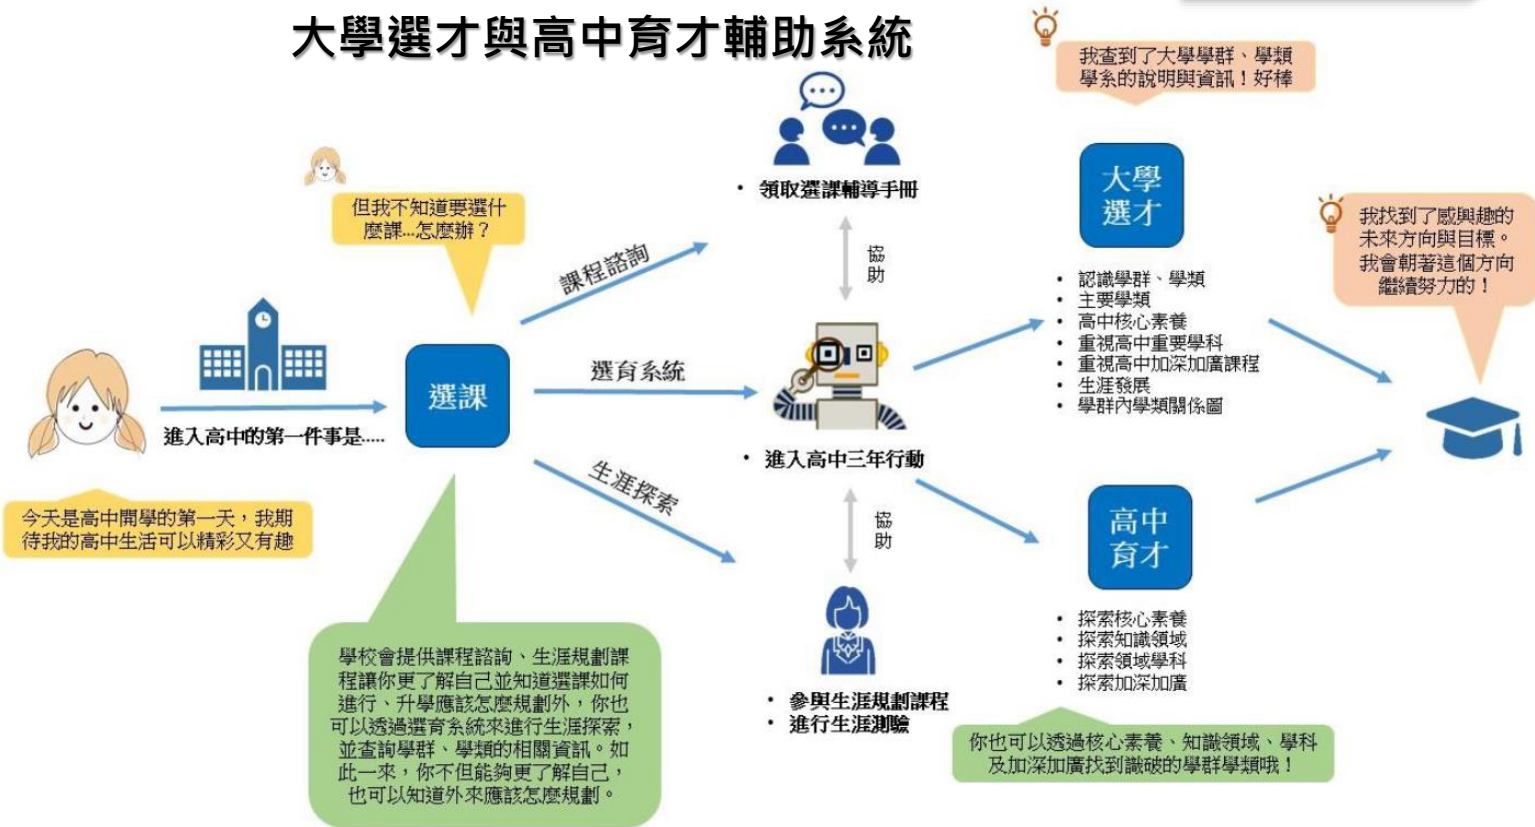 大學選才與高中育才輔助系統
我查到了大學學群、學類
學系的說明與資訊！好棒
但我不知道要選什
麼課...怎麼辦？
今天是高中開學的第一天，我期
待我的高中生活可以精彩又有趣
進入高中的第一件事是.....
選課
學校會提供課程諮詢、生涯規劃課
程讓你更了解自己並知道選課如何
進行、升學應該怎麼規劃外，你也
可以透過選育系統來進行生涯探索，
並查詢學群、學類的相關資訊。如
此一來，你不但能夠更了解自己，
也可以知道外來應該怎麼規劃。
課程諮詢
選育系統
生涯探索
• 領取選課輔導手冊
協助
• 進入高中三年行動
協助
• 參與生涯規劃課程
• 進行生涯測驗
大學
選才
• 認識學群、學類
• 主要學類
• 高中核心素養
• 重視高中重要學科
• 重視高中加深加廣課程
• 生涯發展
• 學群內學類關係圖
高中
育才
• 探索核心素養
• 探索知識領域
• 探索領域學科
• 探索加深加廣
你也可以透過核心素養、知識領域、學科
及加深加廣找到識破的學群學類哦！
我找到了感興趣的
未來方向與目標。
我會朝著這個方向
繼續努力的！